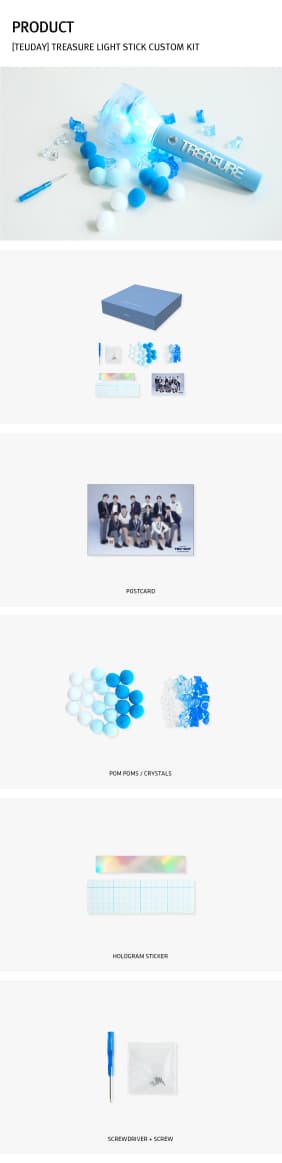 PRODUCT
[TEUDAY] TREASURE LIGHT STICK CUSTOM KIT
TREASURE
POSTCARD
POM POMS / CRYSTALS
HOLOGRAM STICKER
SCREWDRIVER + SCREW